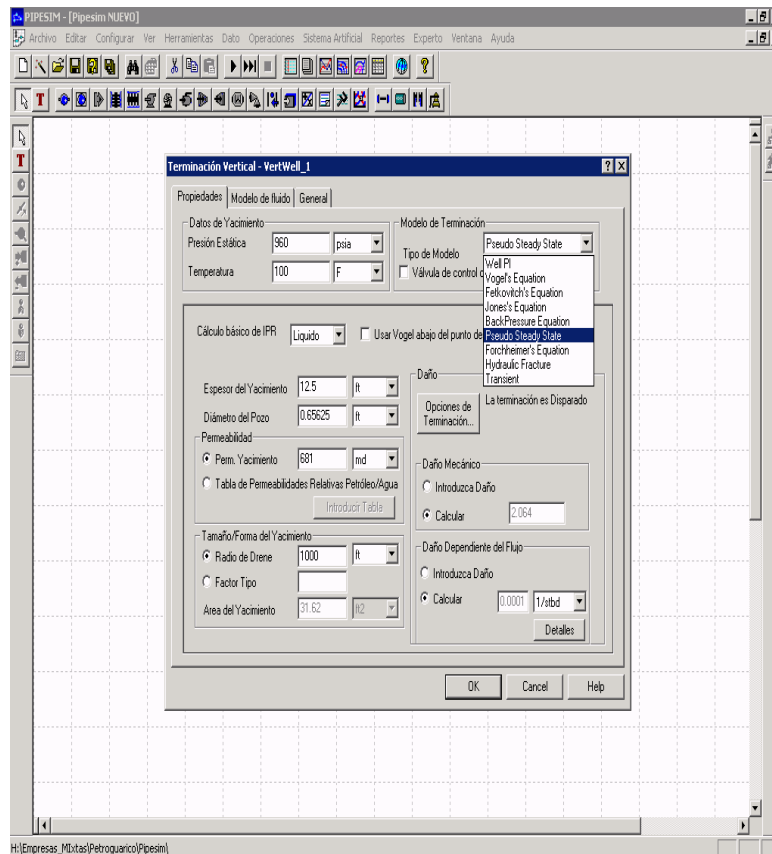 PIPESIM - [Pipesim NUEVO]
Archivo Editar Configurar Ver Herramientas Dato Operaciones Sistema Artificial Reportes Experto Ventana Ayuda
T
T
Terminación Vertical - VertWell_1
Propiedades Modelo de fluido General
Datos de Yacimiento
Presión Estática 960 psia
Temperatura 100 F
Modelo de Terminación
Tipo de Modelo Pseudo Steady State
Válvula de control
Well PI
Vogel's Equation
Fetkovitch's Equation
Jones's Equation
BackPressure Equation
Pseudo Steady State
Forchheimer's Equation
Hydraulic Fracture
Transient
Cálculo básico de IPR Liquido Usar Vogel abajo del punto de
Espesor del Yacimiento 12.5 ft
Diámetro del Pozo 0.65625 ft
Permeabilidad
Perm. Yacimiento 681 md
Tabla de Permeabilidades Relativas Petróleo/Agua
Introducir Tabla
Tamaño/Forma del Yacimiento
Radio de Drene 1000 ft
Factor Tipo
Area del Yacimiento 31.62 ft2
Daño
Opciones de Terminación...
La terminación es Disparado
Daño Mecánico
Introduzca Daño
Calcular 2.064
Daño Dependiente del Flujo
Introduzca Daño
Calcular 0.0001 1/stbd
Detalles
OK Cancel Help
H:\Empresas_MIxtas\Petroguarico\Pipesim\